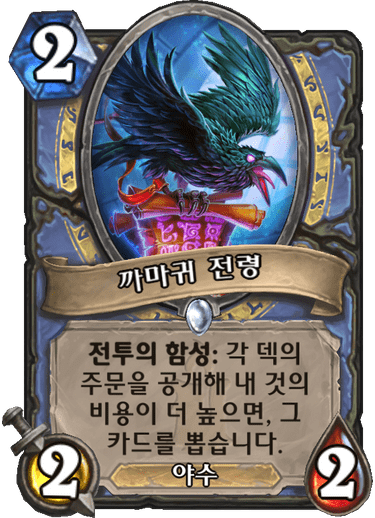 2
까마귀 전령
전투의 함성: 각 덱의
주문을 공개해 내 것의
비용이 더 높으면, 그
카드를 뽑습니다.
2
야수
2